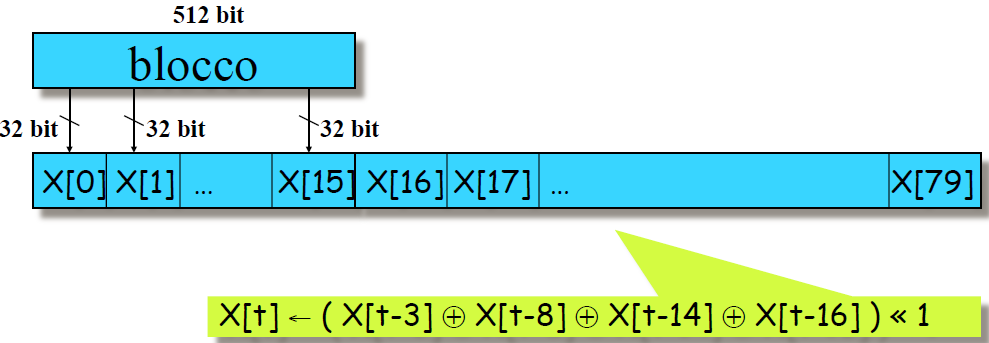 512 bit
blocco
32 bit 32 bit 32 bit
X[0] X[1] ... X[15] X[16] X[17] ... X[79]
X[t] ← ( X[t-3] ⊕ X[t-8] ⊕ X[t-14] ⊕ X[t-16] ) « 1